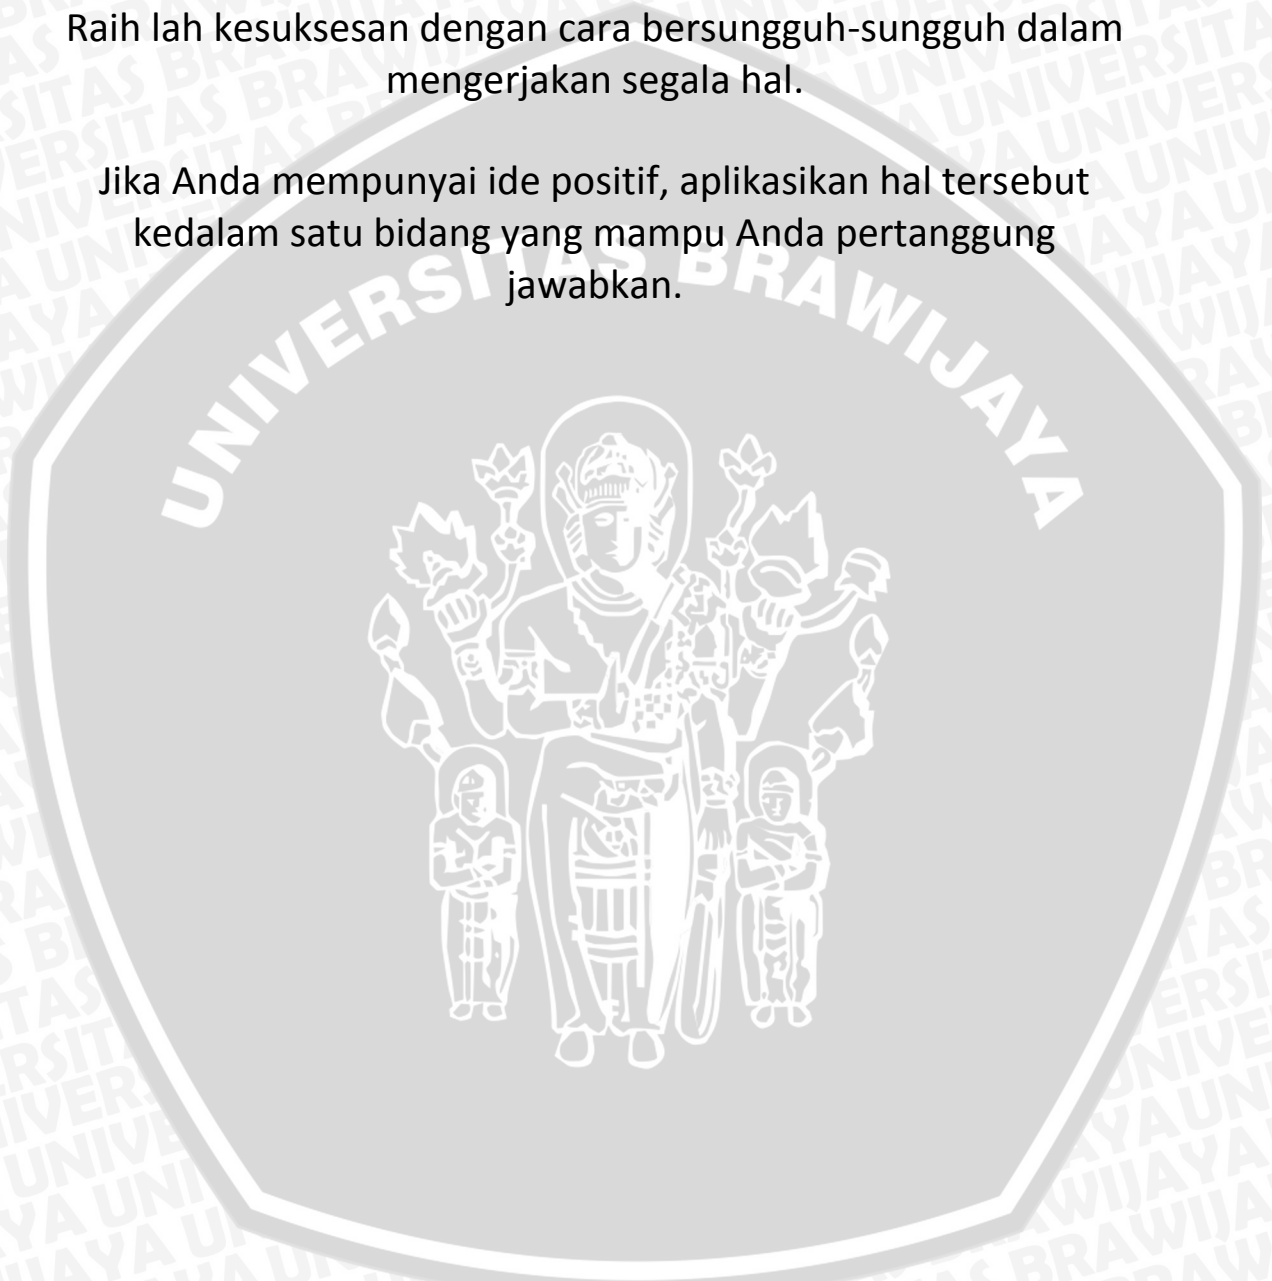 Raih lah kesuksesan dengan cara bersungguh-sungguh dalam
mengerjakan segala hal.
Jika Anda mempunyai ide positif, aplikasikan hal tersebut
kedalam satu bidang yang mampu Anda pertanggung
jawabkan.
UNIVERSITAS BRAWIJAYA